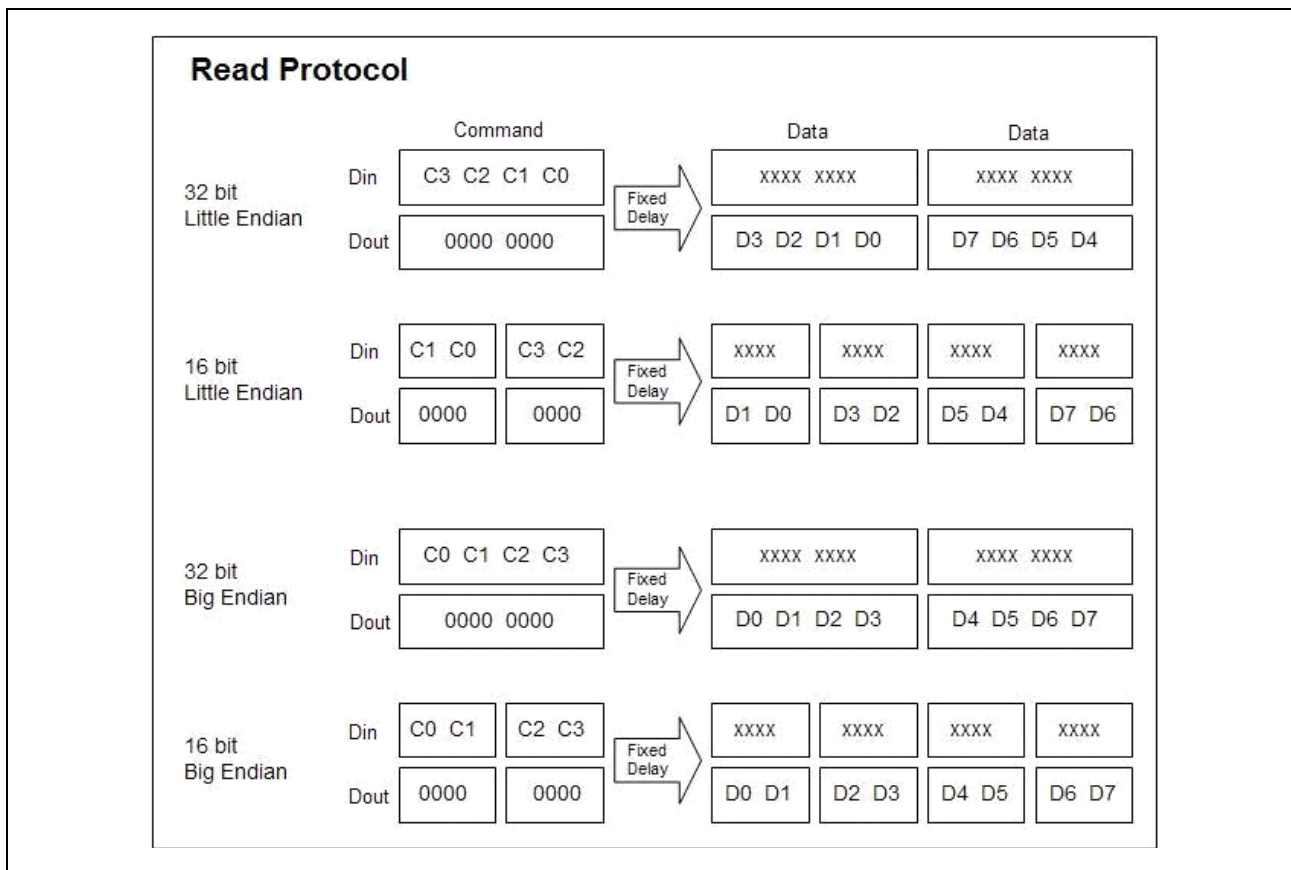 Read Protocol
Command Data Data
32 bit
Little Endian
Din C3 C2 C1 C0 Fixed Delay XXXX XXXX XXXX XXXX
Dout 0000 0000 D3 D2 D1 D0 D7 D6 D5 D4
16 bit
Little Endian
Din C1 C0 C3 C2 Fixed Delay XXXX XXXX XXXX XXXX
Dout 0000 0000 D1 D0 D3 D2 D5 D4 D7 D6
32 bit
Big Endian
Din C0 C1 C2 C3 Fixed Delay XXXX XXXX XXXX XXXX
Dout 0000 0000 D0 D1 D2 D3 D4 D5 D6 D7
16 bit
Big Endian
Din C0 C1 C2 C3 Fixed Delay XXXX XXXX XXXX XXXX
Dout 0000 0000 D0 D1 D2 D3 D4 D5 D6 D7